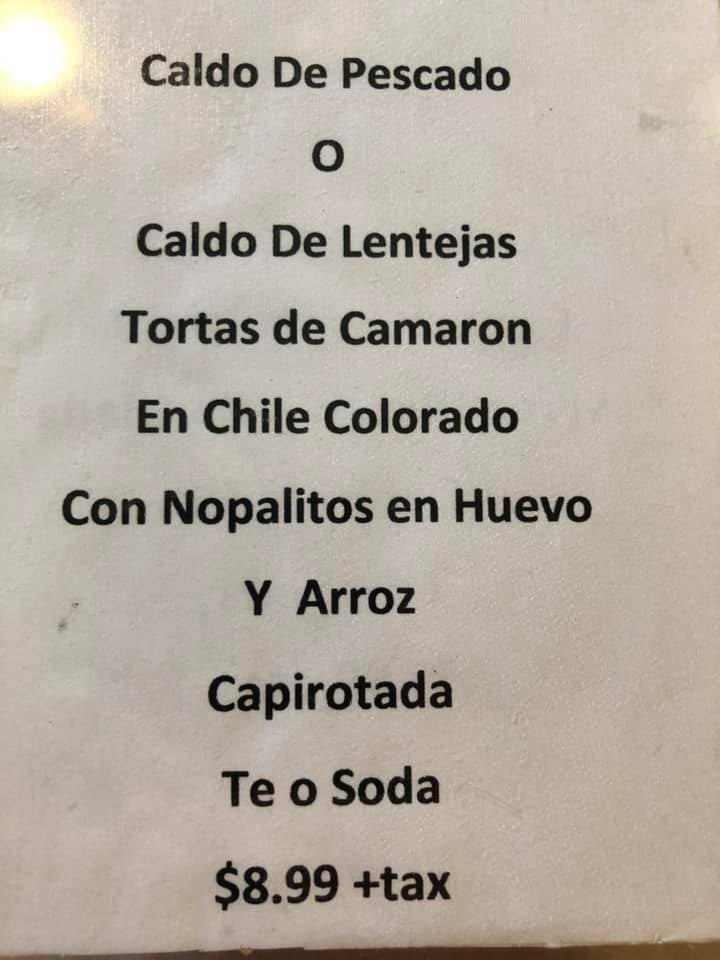 Caldo De Pescado
O
Caldo De Lentejas
Tortas de Camaron
En Chile Colorado
Con Nopalitos en Huevo
Y Arroz
Capirotada
Te o Soda
$8.99 +tax